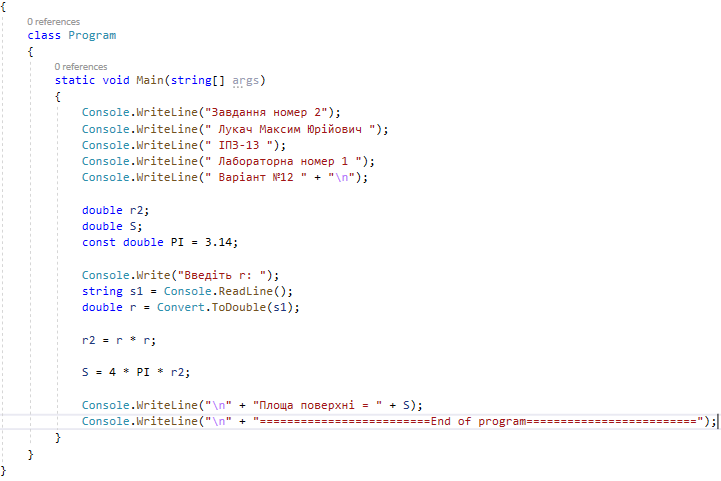 {
0 references
class Program
{
0 references
static void Main(string[] args)
{
Console.WriteLine("Завдання номер 2");
Console.WriteLine(" Лукач Максим Юрійович ");
Console.WriteLine(" ІПЗ-13 ");
Console.WriteLine(" Лабораторна номер 1 ");
Console.WriteLine(" Варіант №12 " + "\n");
double r2;
double S;
const double PI = 3.14;
Console.Write("Введіть r: ");
string s1 = Console.ReadLine();
double r = Convert.ToDouble(s1);
r2 = r * r;
S = 4 * PI * r2;
Console.WriteLine("\n" + "Площа поверхні = " + S);
Console.WriteLine("\n" + "=========================End of program=========================");
}
}
}